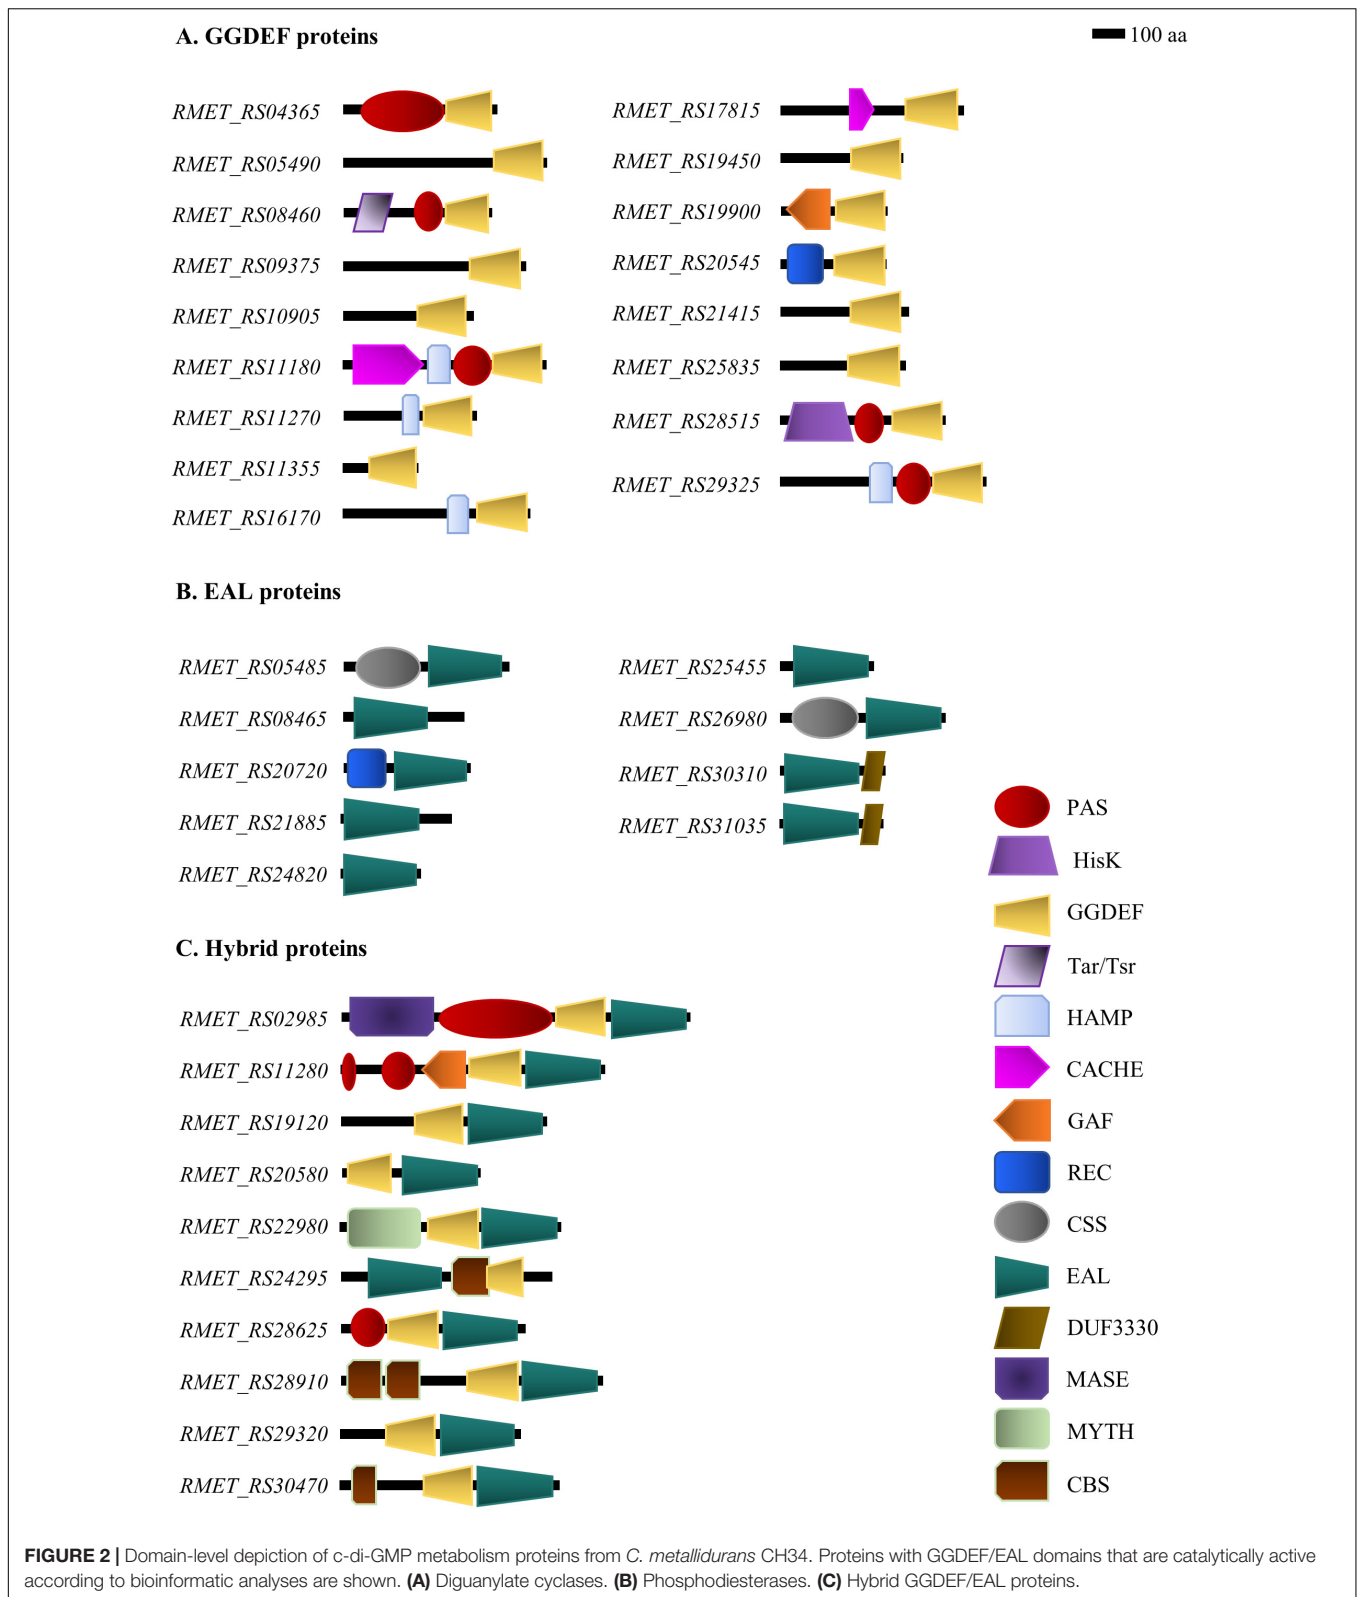 A. GGDEF proteins
100 aa
RMET_RS04365
RMET_RS05490
RMET_RS08460
RMET_RS09375
RMET_RS10905
RMET_RS11180
RMET_RS11270
RMET_RS11355
RMET_RS16170
RMET_RS17815
RMET_RS19450
RMET_RS19900
RMET_RS20545
RMET_RS21415
RMET_RS25835
RMET_RS28515
RMET_RS29325
B. EAL proteins
RMET_RS05485
RMET_RS08465
RMET_RS20720
RMET_RS21885
RMET_RS24820
RMET_RS25455
RMET_RS26980
RMET_RS30310
RMET_RS31035
C. Hybrid proteins
RMET_RS02985
RMET_RS11280
RMET_RS19120
RMET_RS20580
RMET_RS22980
RMET_RS24295
RMET_RS28625
RMET_RS28910
RMET_RS29320
RMET_RS30470
PAS
HisK
GGDEF
Tar/Tsr
HAMP
CACHE
GAF
REC
CSS
EAL
DUF3330
MASE
MYTH
CBS
FIGURE 2 | Domain-level depiction of c-di-GMP metabolism proteins from C. metallidurans CH34. Proteins with GGDEF/EAL domains that are catalytically active
according to bioinformatic analyses are shown. (A) Diguanylate cyclases. (B) Phosphodiesterases. (C) Hybrid GGDEF/EAL proteins.